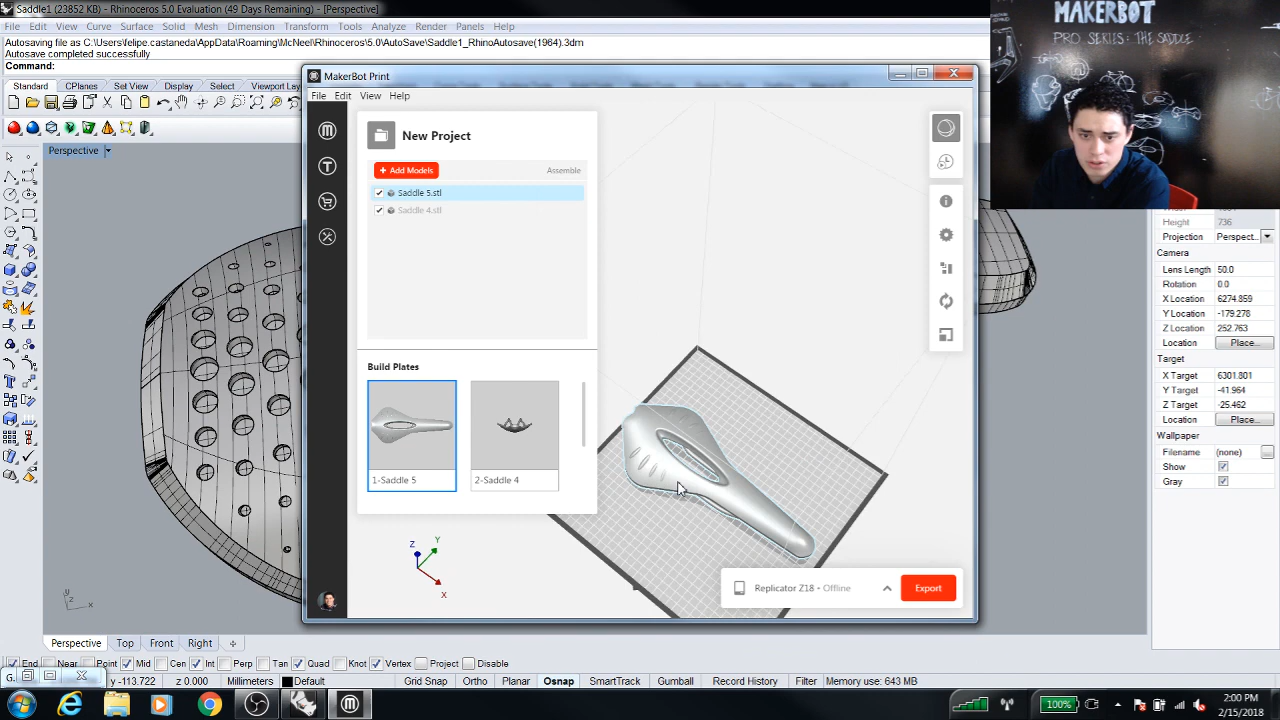 Saddle1 (23852 KB) - Rhinoceros 5.0 Evaluation (49 Days Remaining) - [Perspective]
File Edit View Curve Surface Solid Mesh Dimension Transform Tools Analyze Render Panels Help
Autosaving file as C:\Users\felipe.castaneda\AppData\Roaming\McNeel\Rhinoceros\5.0\AutoSave\Saddle1_RhinoAutosave(1964).3dm
Autosave completed successfully
Command:
Standard CPlanes Set View Display Select Viewport Layout
Perspective
MakerBot Print
File Edit View Help
New Project
+ Add Models Assemble
Saddle 5.stl
Saddle 4.stl
Build Plates
1-Saddle 5 2-Saddle 4
Z Y X
Replicator Z18 • Offline Export
MAKERBOT
PRO SERIES: THE SADDLE
Height 736
Projection Perspect...
Camera
Lens Length 50.0
Rotation 0.0
X Location 6274.859
Y Location -179.278
Z Location 252.763
Location Place...
Target
X Target 6301.801
Y Target -41.964
Z Target -25.462
Location Place...
Wallpaper
Filename (none)
Show
Gray
Perspective Top Front Right
End Near Point Mid Cen Int Perp Tan Quad Knot Vertex Project Disable
G... y -113.722 z 0.000 Millimeters Default Grid Snap Ortho Planar Osnap SmartTrack Gumball Record History Filter Memory use: 643 MB
100% 2:00 PM
2/15/2018